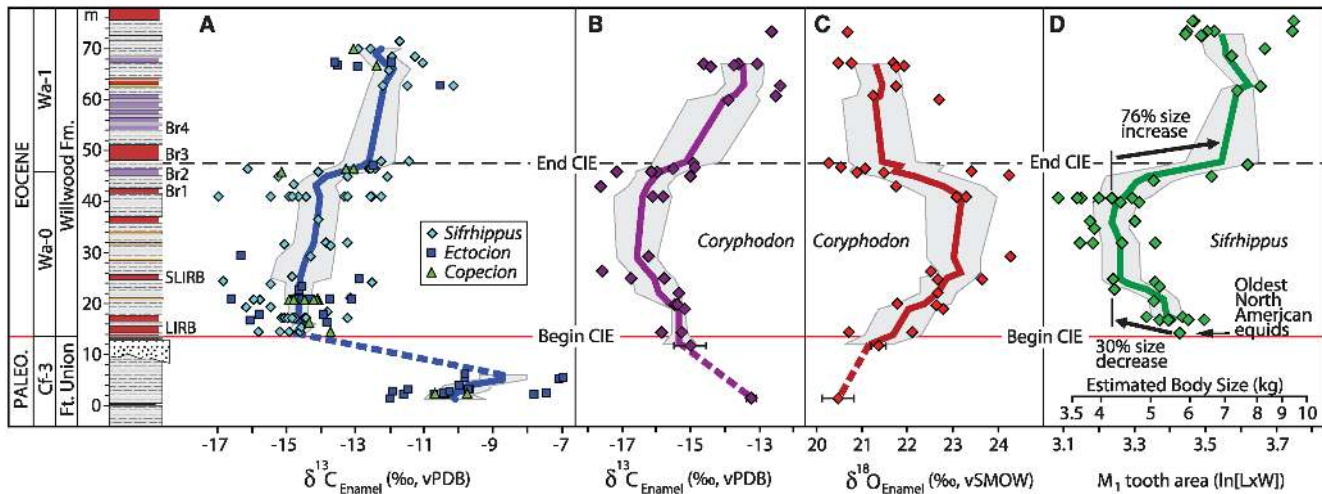 m
A
B
C
D
EOCENE
Wa-1
Wa-0
PALEO.
Cf-3
Willwood Fm.
Ft. Union
70
60
50
40
30
20
10
0
Br4
Br3
Br2
Br1
SLIRB
LIRB
Sifrhippus
Ectocion
Copecion
End CIE
Begin CIE
Coryphodon
Coryphodon
End CIE
Begin CIE
76% size
increase
Sifrhippus
Oldest
North
American
equids
30% size
decrease
Estimated Body Size (kg)
3.5 4 5 6 7 8 9 10
-17 -15 -13 -11 -9 -7
δ13CEnamel (‰, vPDB)
-17 -15 -13
δ13CEnamel (‰, vPDB)
20 21 22 23 24
δ18OEnamel (‰, vSMOW)
3.1 3.3 3.5 3.7
M1 tooth area (ln[LxW])